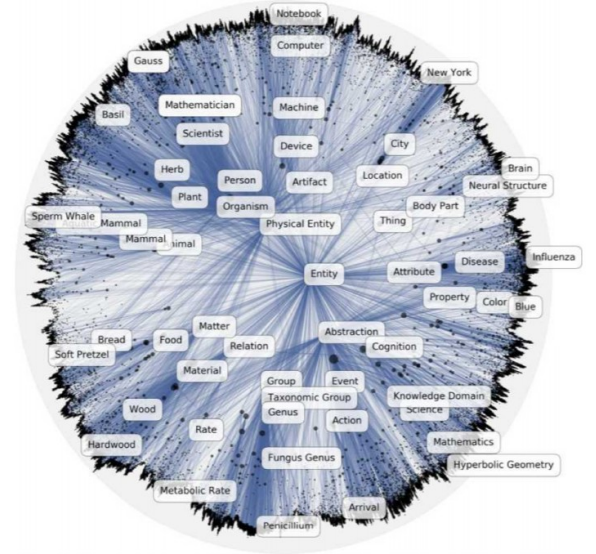 Notebook
Computer
Gauss
New York
Mathematician
Machine
Basil
Scientist
Device
City
Brain
Herb
Person
Artifact
Location
Neural Structure
Plant
Organism
Body Part
Sperm Whale
Mammal
Physical Entity
Thing
Mammal
Animal
Entity
Attribute
Disease
Influenza
Property
Color
Blue
Matter
Abstraction
Bread
Food
Relation
Cognition
Soft Pretzel
Material
Group
Event
Taxonomic Group
Knowledge Domain
Wood
Genus
Science
Rate
Action
Hardwood
Mathematics
Fungus Genus
Hyperbolic Geometry
Metabolic Rate
Arrival
Penicillium